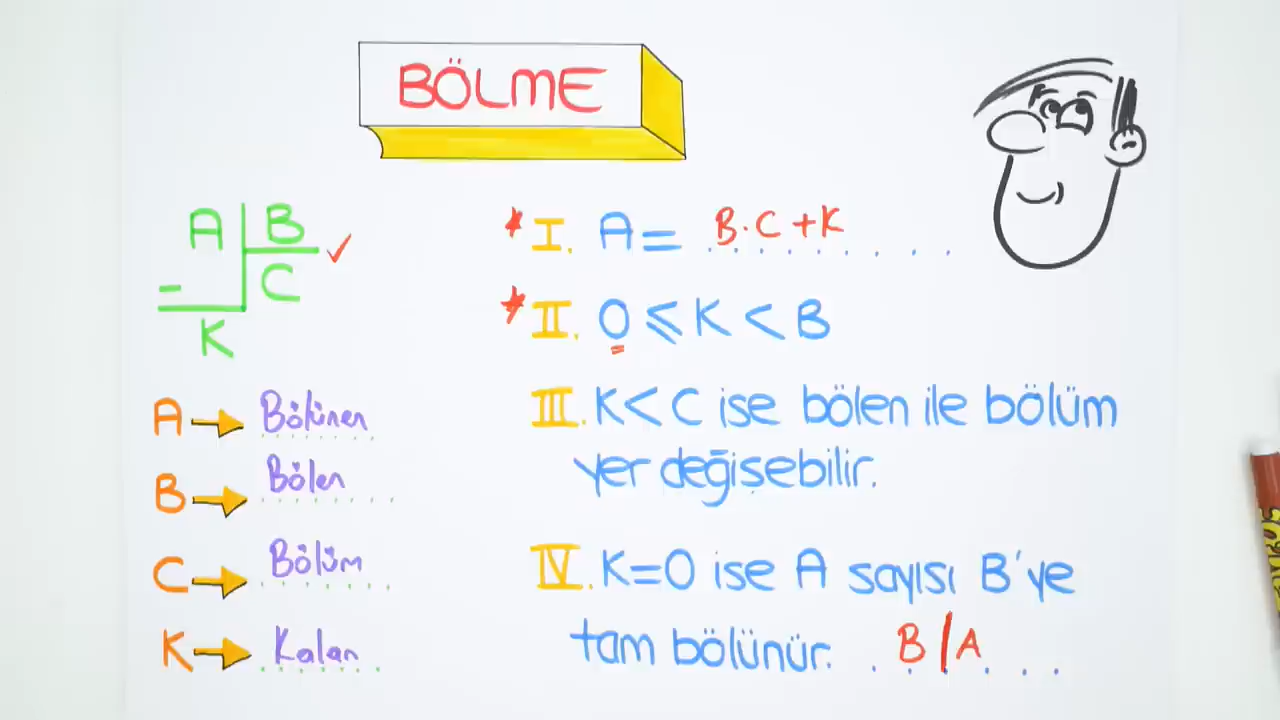 BÖLME
A B
- C
K
A → Bölünen
B → Bölen
C → Bölüm
K → Kalan
* I. A = B.C + K
* II. 0 ⩽ K < B
III. K < C ise bölen ile bölüm
yer değişebilir.
IV. K=0 ise A sayısı B'ye
tam bölünür. B | A